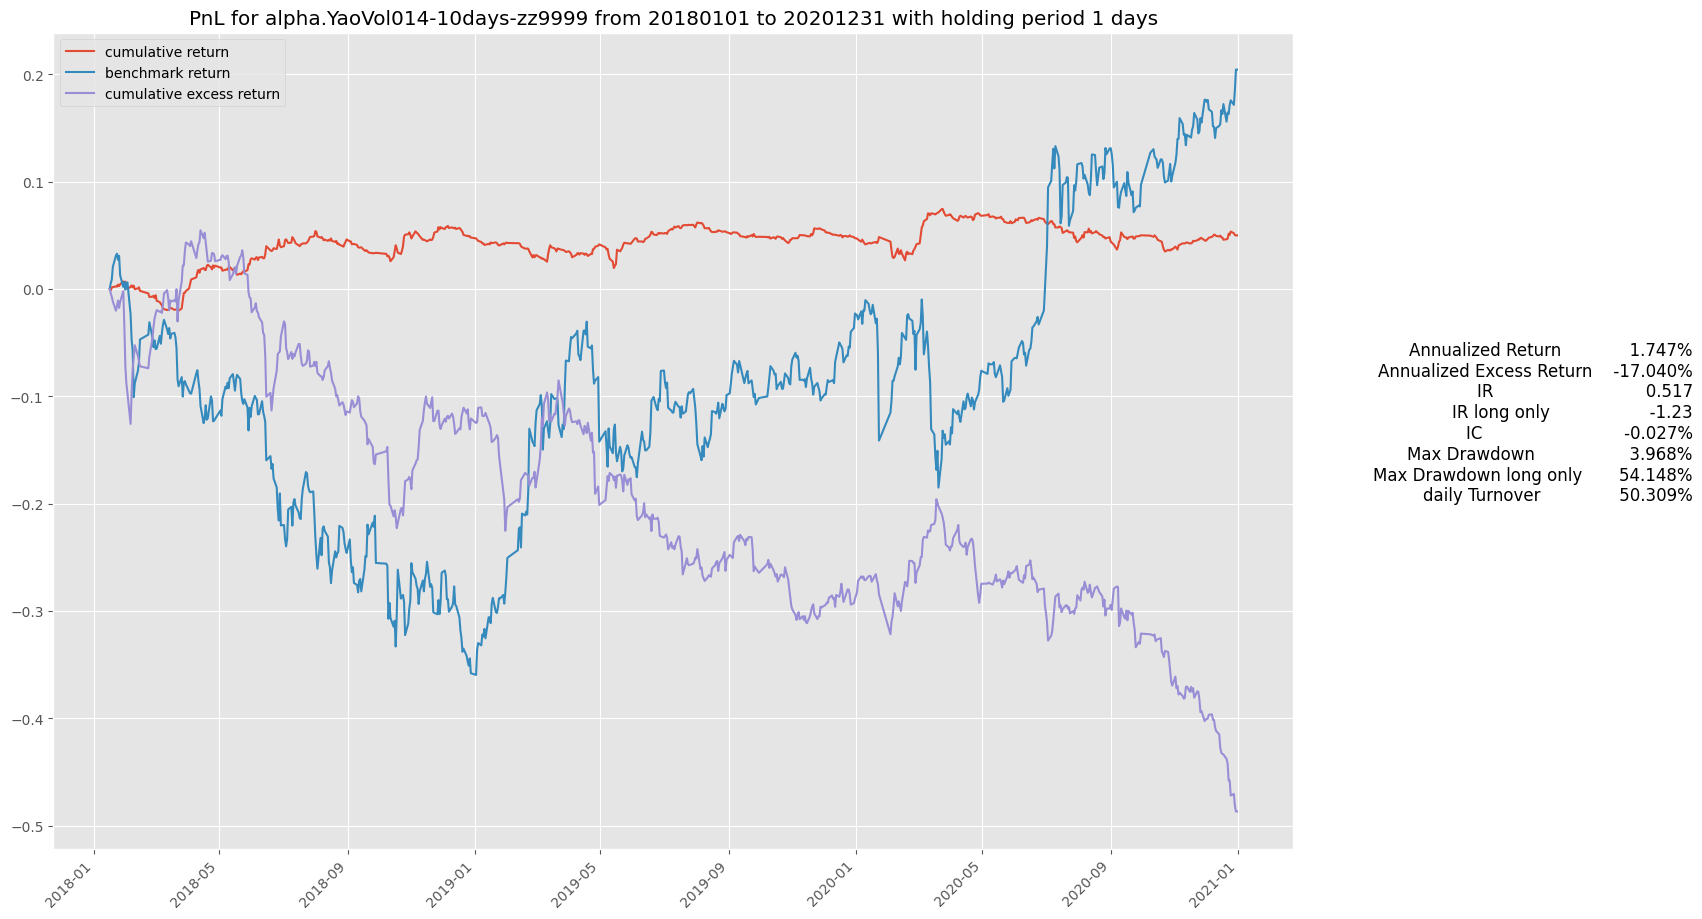 PnL for alpha.YaoVol014-10days-zz9999 from 20180101 to 20201231 with holding period 1 days
cumulative return
benchmark return
cumulative excess return
0.2
0.1
0.0
−0.1
−0.2
−0.3
−0.4
−0.5
2018-01
2018-05
2018-09
2019-01
2019-05
2019-09
2020-01
2020-05
2020-09
2021-01
Annualized Return 1.747%
Annualized Excess Return -17.040%
IR 0.517
IR long only -1.23
IC -0.027%
Max Drawdown 3.968%
Max Drawdown long only 54.148%
daily Turnover 50.309%